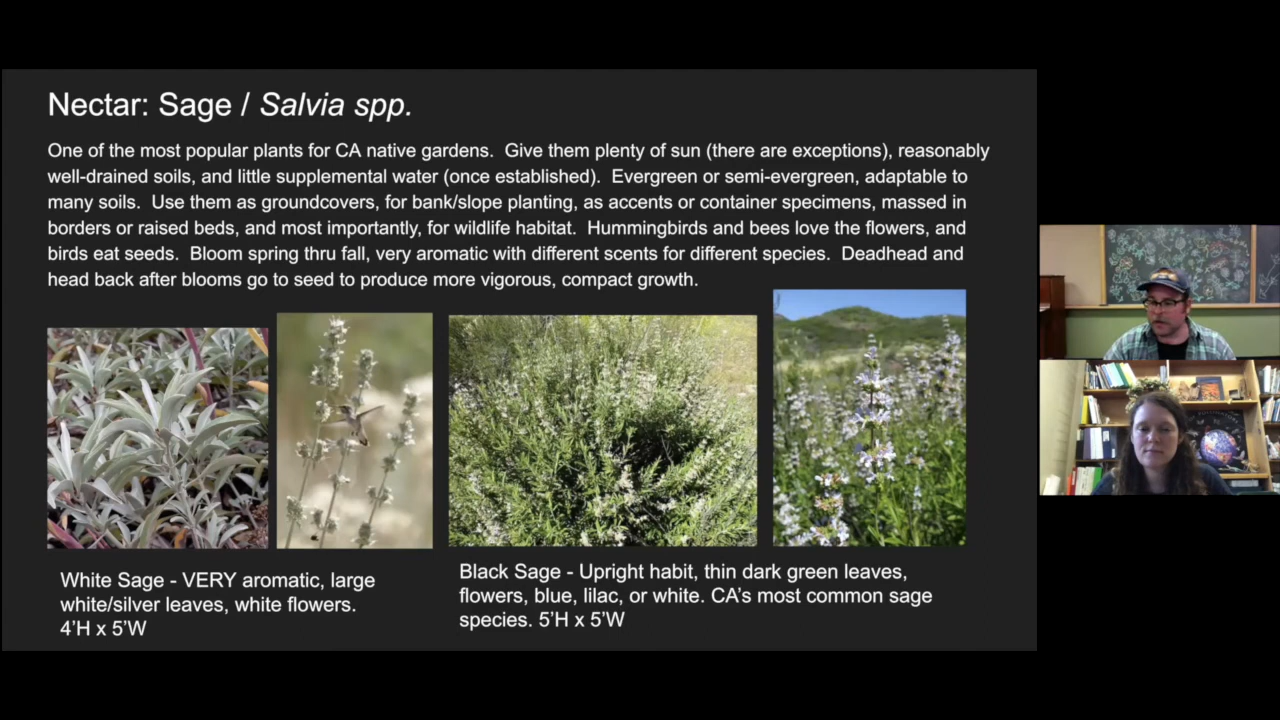 Nectar: Sage / Salvia spp.
One of the most popular plants for CA native gardens. Give them plenty of sun (there are exceptions), reasonably
well-drained soils, and little supplemental water (once established). Evergreen or semi-evergreen, adaptable to
many soils. Use them as groundcovers, for bank/slope planting, as accents or container specimens, massed in
borders or raised beds, and most importantly, for wildlife habitat. Hummingbirds and bees love the flowers, and
birds eat seeds. Bloom spring thru fall, very aromatic with different scents for different species. Deadhead and
head back after blooms go to seed to produce more vigorous, compact growth.
White Sage - VERY aromatic, large
white/silver leaves, white flowers.
4’H x 5’W
Black Sage - Upright habit, thin dark green leaves,
flowers, blue, lilac, or white. CA’s most common sage
species. 5’H x 5’W